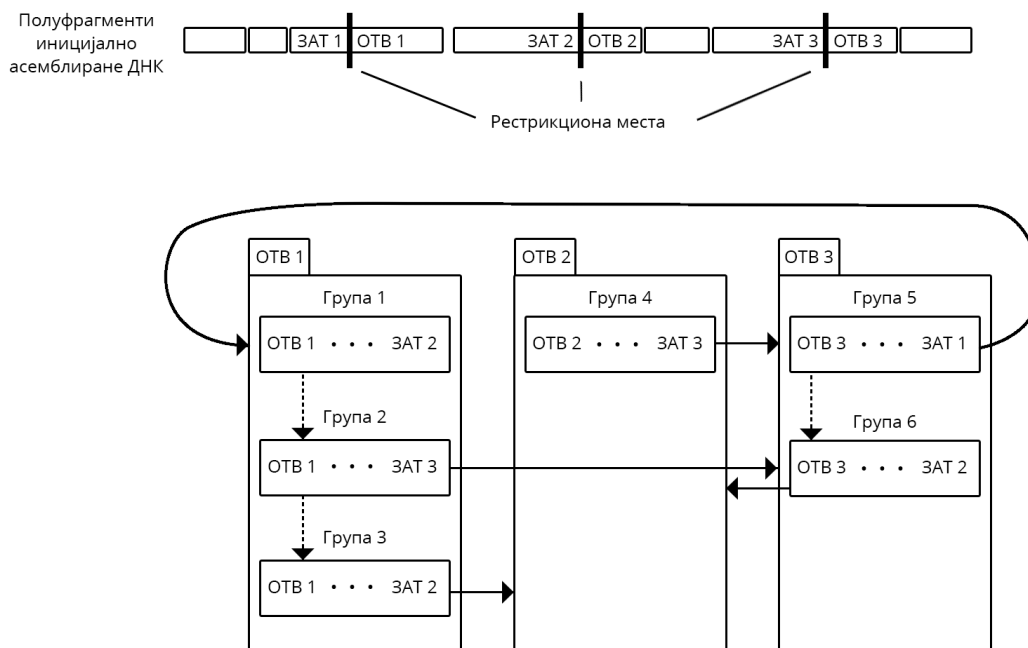 Полуфрагменти
иницијално
асемблиране ДНК
ЗАТ 1 ОТВ 1 ЗАТ 2 ОТВ 2 ЗАТ 3 ОТВ 3
Рестрикциона места
ОТВ 1 ОТВ 2 ОТВ 3
Група 1 Група 4 Група 5
ОТВ 1 • • • ЗАТ 2 ОТВ 2 • • • ЗАТ 3 ОТВ 3 • • • ЗАТ 1
Група 2 Група 6
ОТВ 1 • • • ЗАТ 3 ОТВ 3 • • • ЗАТ 2
Група 3
ОТВ 1 • • • ЗАТ 2